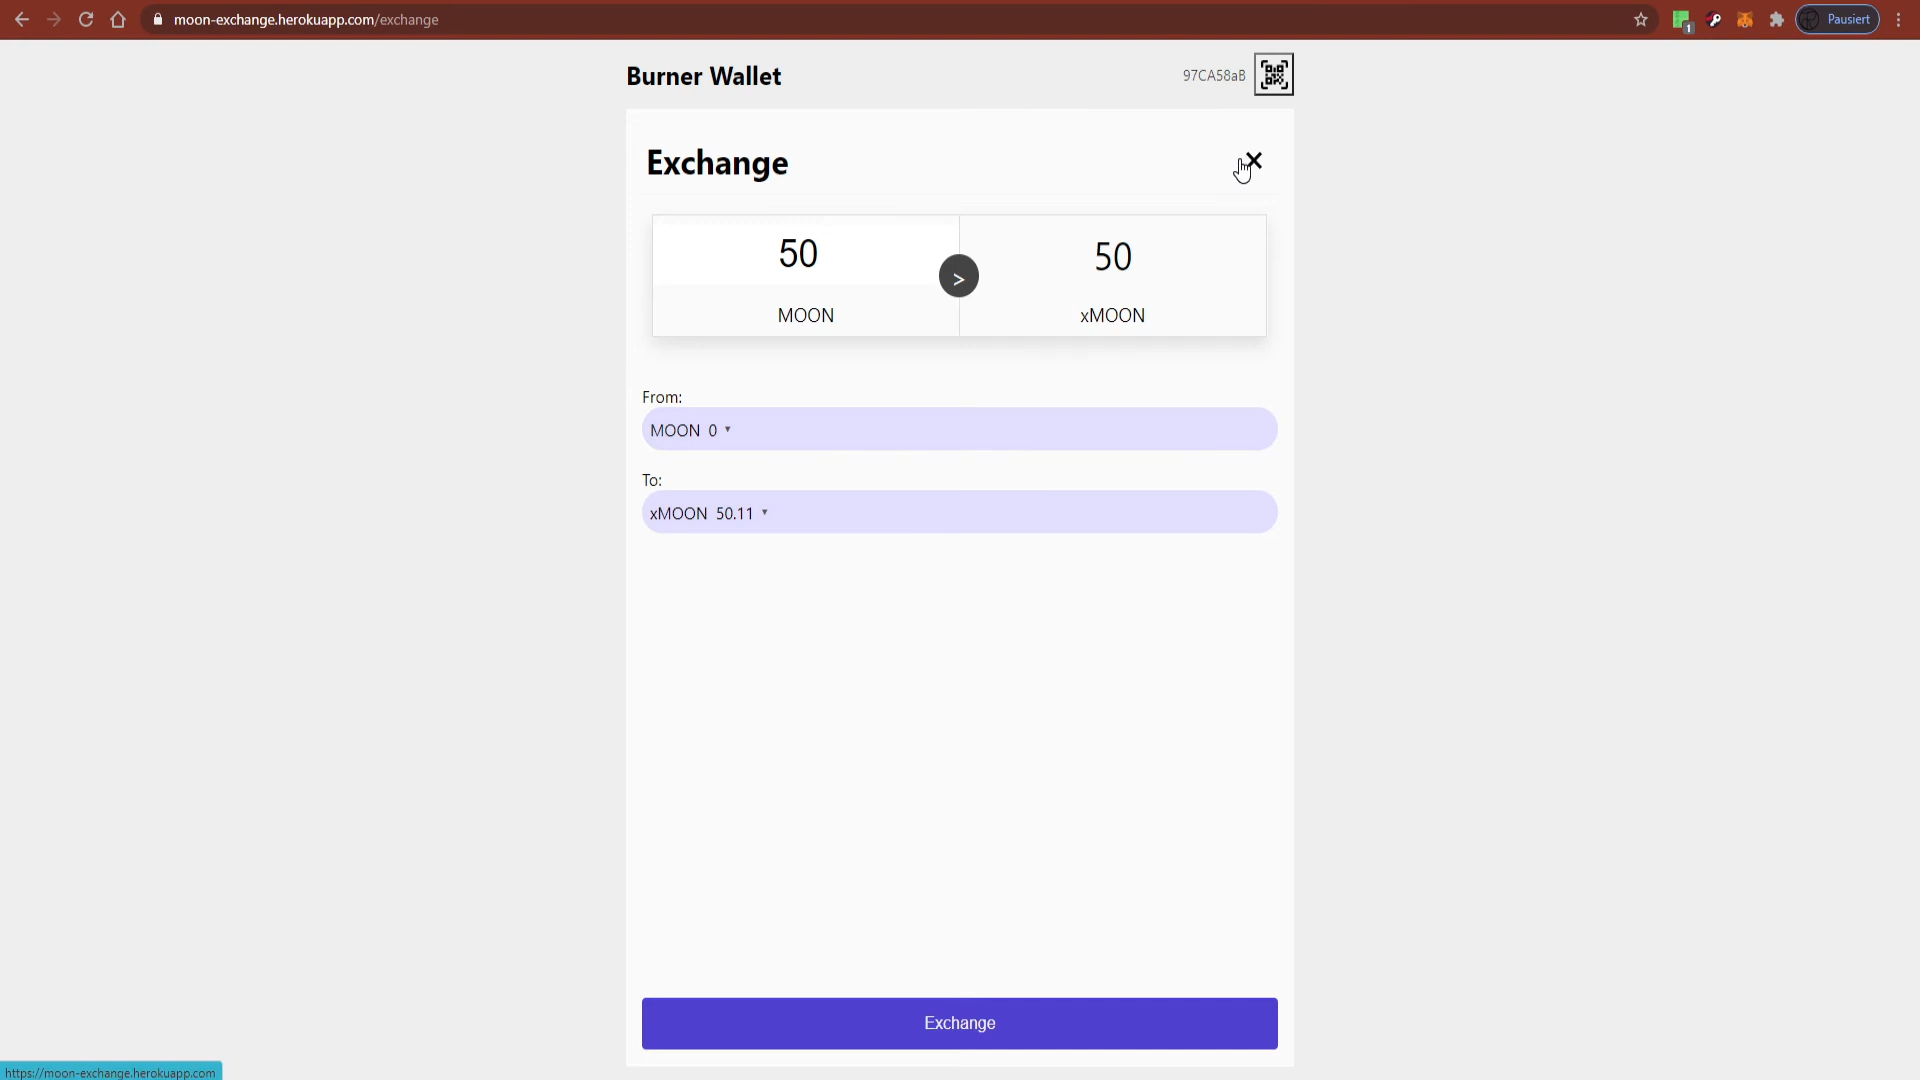 moon-exchange.herokuapp.com/exchange
1
Pausiert
Burner Wallet
97CA58aB
Exchange
50
50
>
MOON
xMOON
From:
MOON 0
To:
xMOON 50.11
Exchange
https://moon-exchange.herokuapp.com